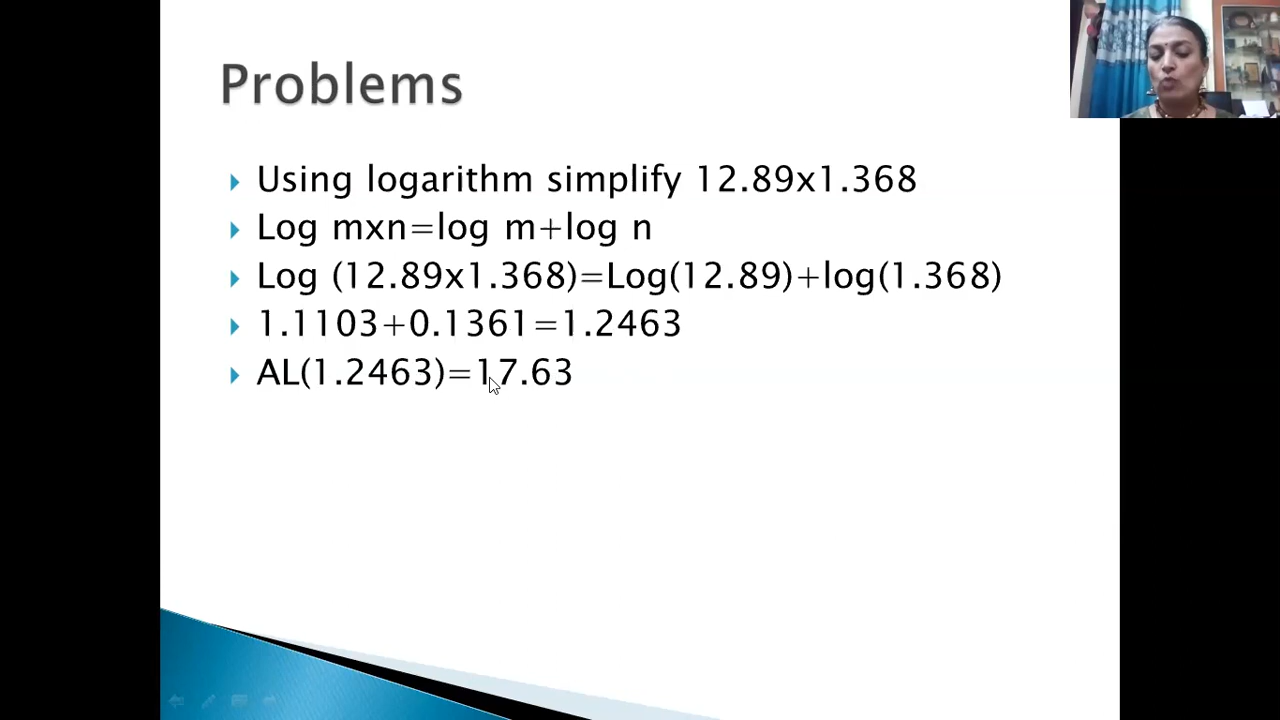 Problems
Using logarithm simplify 12.89x1.368
Log mxn=log m+log n
Log (12.89x1.368)=Log(12.89)+log(1.368)
1.1103+0.1361=1.2463
AL(1.2463)=17.63